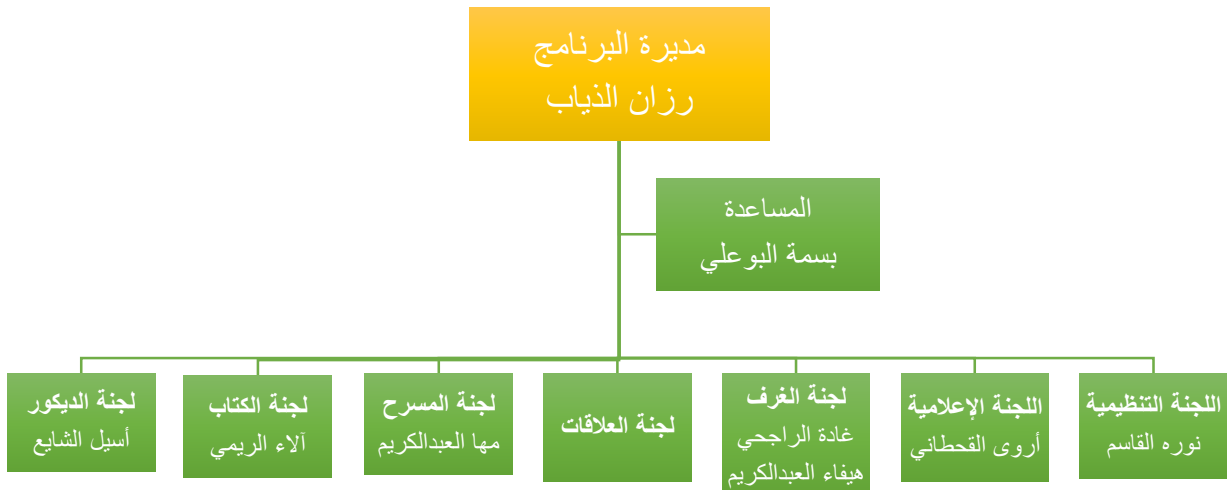 مديرة البرنامج
رزان الذياب
المساعدة
بسمة البوعلي
اللجنة التنظيمية
نوره القاسم
اللجنة الإعلامية
أروى القحطاني
لجنة الغرف
غادة الراجحي
هيفاء العبدالكريم
لجنة العلاقات
لجنة المسرح
مها العبدالكريم
لجنة الكتاب
آلاء الريمي
لجنة الديكور
أسيل الشايع